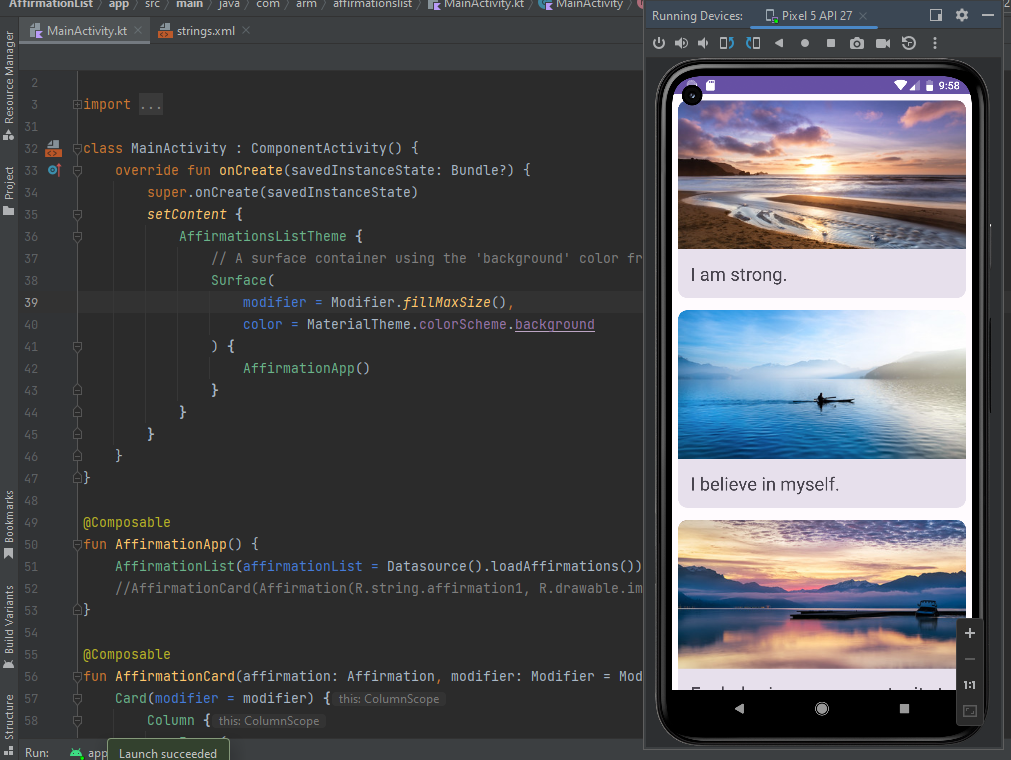 AffirmationList app src main java com arm affirmationslist MainActivity.kt MainActivity
MainActivity.kt strings.xml
Resource Manager
Project
Bookmarks
Build Variants
Structure
2
3 import ...
31
32 class MainActivity : ComponentActivity() {
33 override fun onCreate(savedInstanceState: Bundle?) {
34 super.onCreate(savedInstanceState)
35 setContent {
36 AffirmationsListTheme {
37 // A surface container using the 'background' color fr
38 Surface(
39 modifier = Modifier.fillMaxSize(),
40 color = MaterialTheme.colorScheme.background
41 ) {
42 AffirmationApp()
43 }
44 }
45 }
46 }
47 }
48
49 @Composable
50 fun AffirmationApp() {
51 AffirmationList(affirmationList = Datasource().loadAffirmations())
52 //AffirmationCard(Affirmation(R.string.affirmation1, R.drawable.im
53 }
54
55 @Composable
56 fun AffirmationCard(affirmation: Affirmation, modifier: Modifier = Mod
57 Card(modifier = modifier) { this: ColumnScope
58 Column { this: ColumnScope
Run: app
Launch succeeded
Running Devices: Pixel 5 API 27
9:58
I am strong.
I believe in myself.
1:1